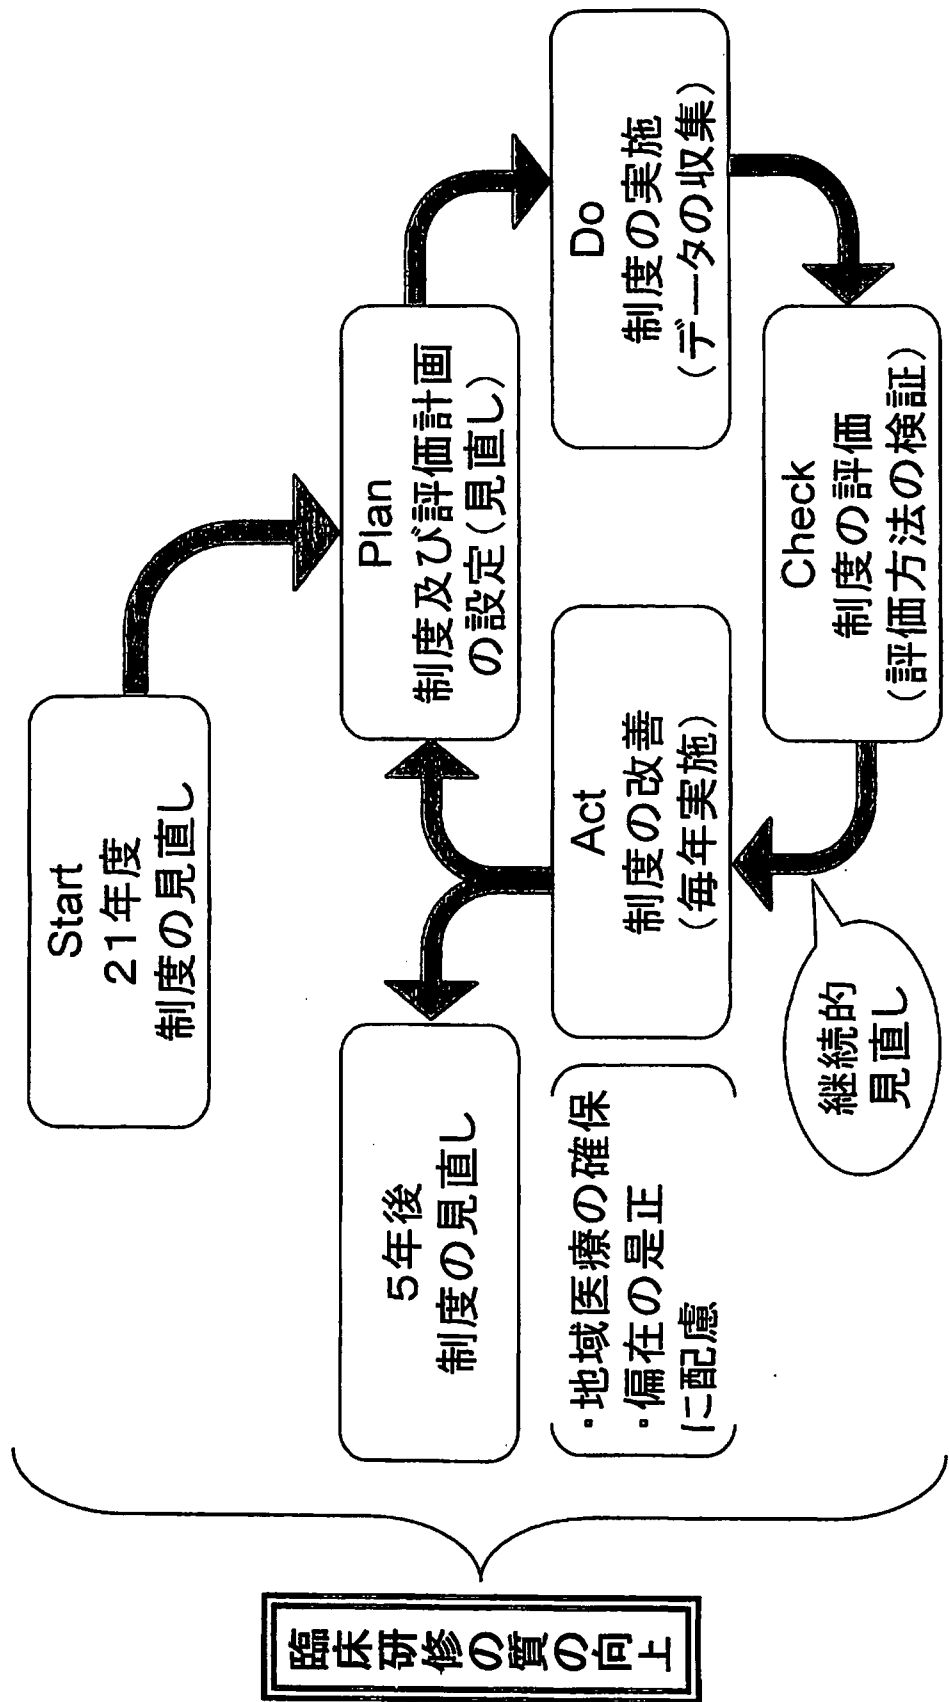 臨床研修の質の向上
Start
21年度
制度の見直し
Plan
制度及び評価計画
の設定(見直し)
Do
制度の実施
(データの収集)
Check
制度の評価
(評価方法の検証)
Act
制度の改善
(毎年実施)
継続的
見直し
5年後
制度の見直し
・地域医療の確保
・偏在の是正
に配慮